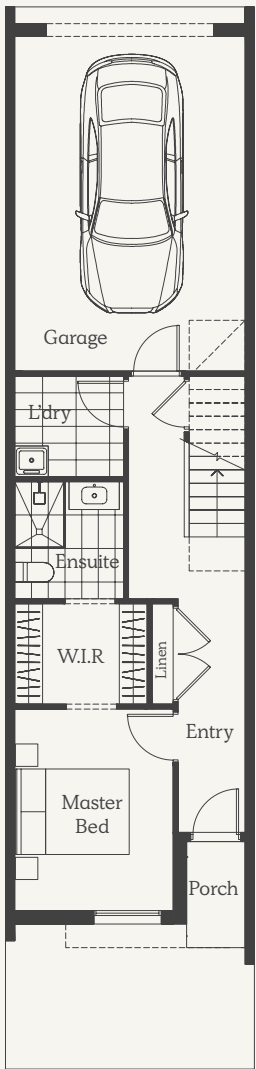 Garage
L'dry
Ensuite
W.I.R
Linen
Entry
Master
Bed
Porch